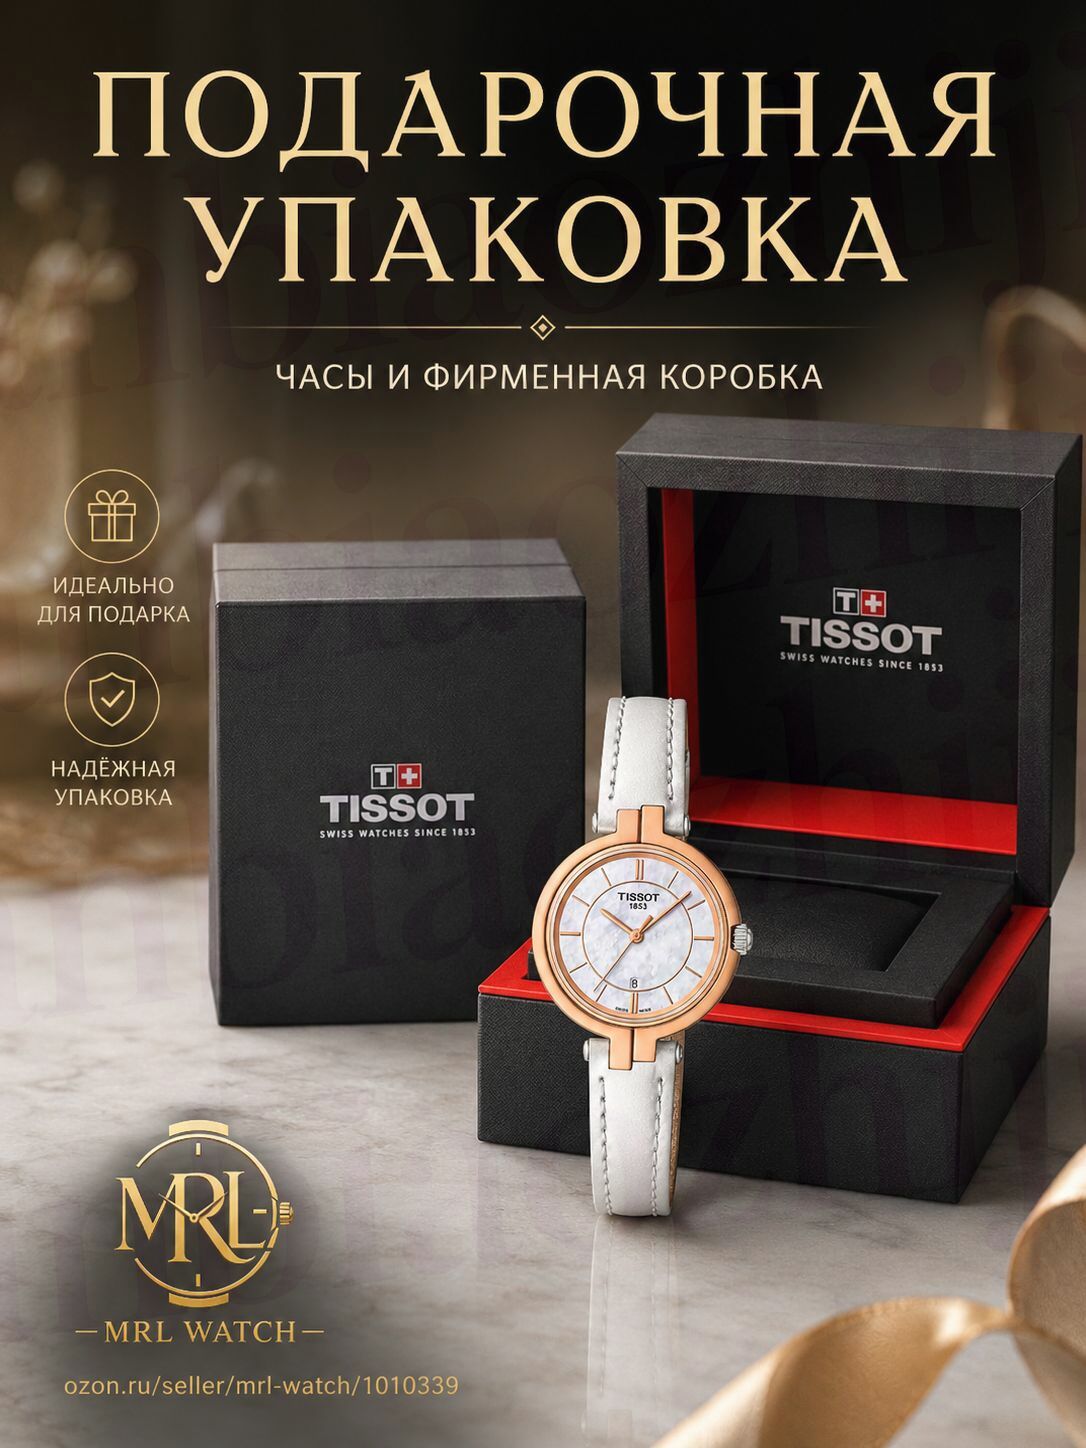 ПОДАРОЧНАЯ
УПАКОВКА
ЧАСЫ И ФИРМЕННАЯ КОРОБКА
ИДЕАЛЬНО
ДЛЯ ПОДАРКА
НАДЁЖНАЯ
УПАКОВКА
T+
TISSOT
SWISS WATCHES SINCE 1853
T+
TISSOT
SWISS WATCHES SINCE 1853
TISSOT
1853
8
MRL
MRL WATCH
ozon.ru/seller/mrl-watch/1010339